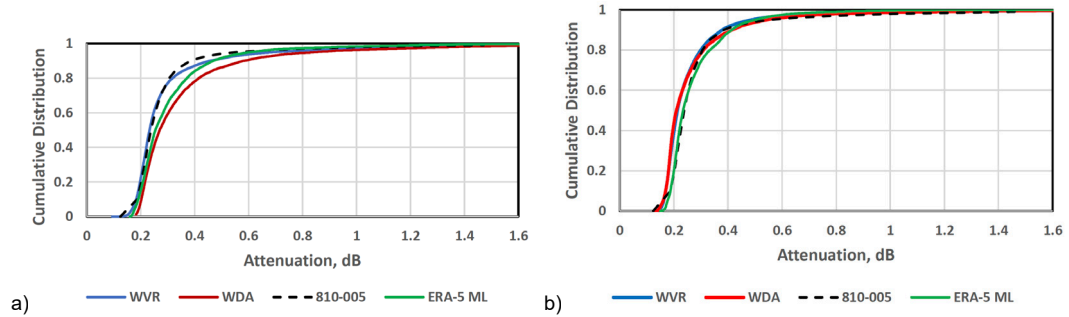 1
0.8
0.6
0.4
0.2
0
Cumulative Distribution
0 0.2 0.4 0.6 0.8 1 1.2 1.4 1.6
Attenuation, dB
WVR WDA 810-005 ERA-5 ML
a)
1
0.8
0.6
0.4
0.2
0
Cumulative Distribution
0 0.2 0.4 0.6 0.8 1 1.2 1.4 1.6
Attenuation, dB
WVR WDA 810-005 ERA-5 ML
b)